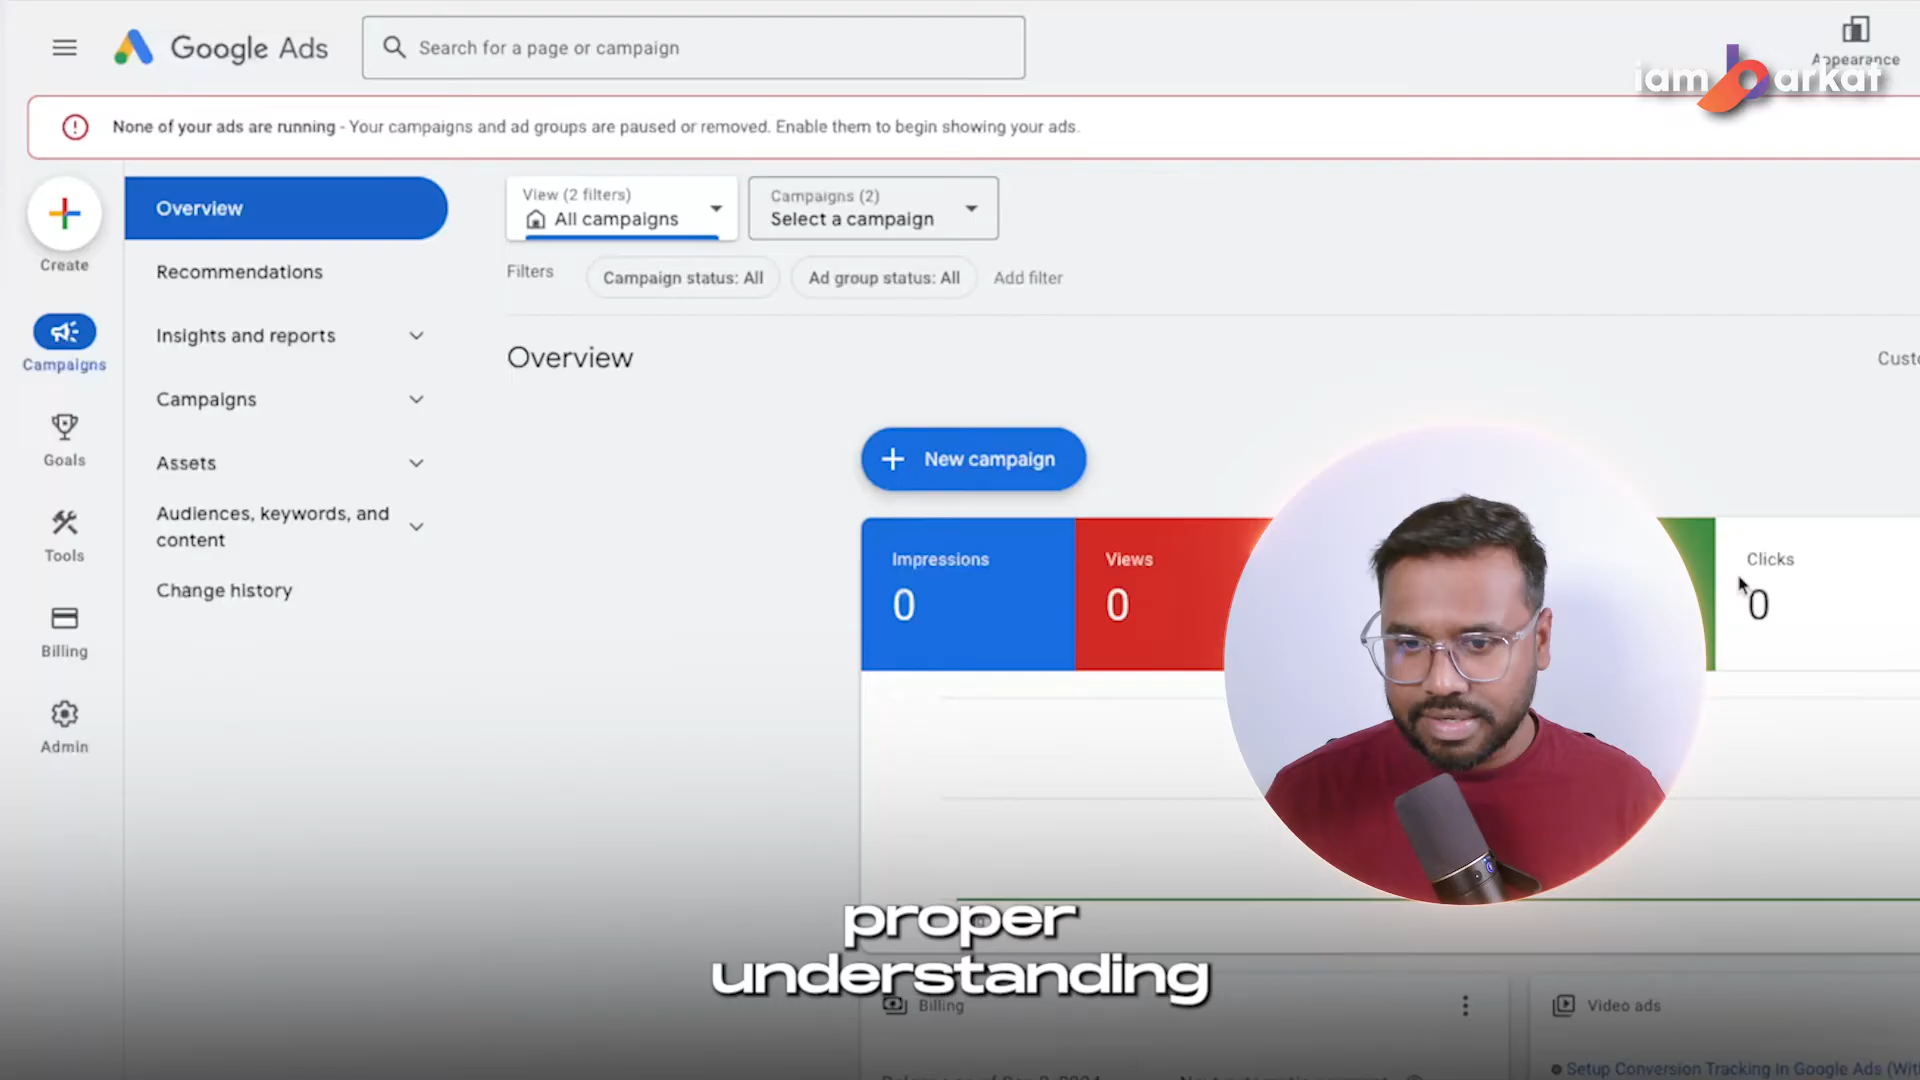 Google Ads
Search for a page or campaign
Appearance
iam barkat
None of your ads are running - Your campaigns and ad groups are paused or removed. Enable them to begin showing your ads.
Create
Campaigns
Goals
Tools
Billing
Admin
Overview
Recommendations
Insights and reports
Campaigns
Assets
Audiences, keywords, and
content
Change history
View (2 filters)
All campaigns
Campaigns (2)
Select a campaign
Filters
Campaign status: All
Ad group status: All
Add filter
Overview
Custo
New campaign
Impressions
0
Views
0
Clicks
0
proper
understanding
Billing
Video ads
Setup Conversion Tracking In Google Ads (Wit